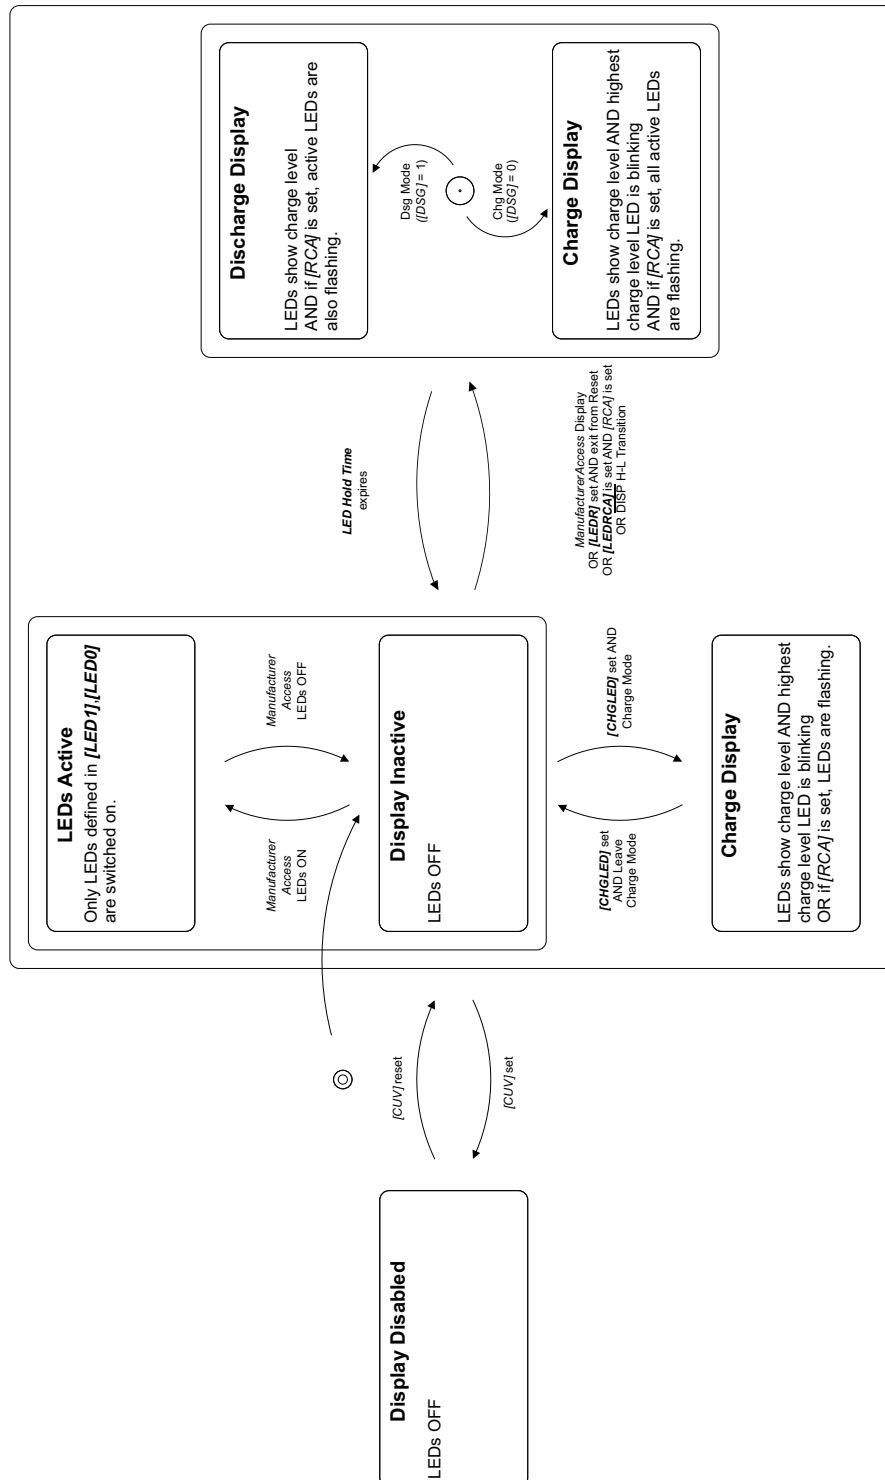 Display Disabled
LEDs OFF
[CUV] reset
[CUV] set
LEDs Active
Only LEDs defined in [LED1],[LED0]
are switched on.
Manufacturer
Access
LEDs ON
Manufacturer
Access
LEDs OFF
Display Inactive
LEDs OFF
[CHGLED] set
AND Leave
Charge Mode
[CHGLED] set AND
Charge Mode
Charge Display
LEDs show charge level AND highest
charge level LED is blinking
OR if [RCA] is set, LEDs are flashing.
LED Hold Time
expires
ManufacturerAccess Display
OR [LEDR] set AND exit from Reset
OR [LEDRCA] is set AND [RCA] is set
OR DISP H-L Transition
Discharge Display
LEDs show charge level
AND if [RCA] is set, active LEDs are
also flashing.
Dsg Mode
([DSG] = 1)
Chg Mode
([DSG] = 0)
Charge Display
LEDs show charge level AND highest
charge level LED is blinking
AND if [RCA] is set, all active LEDs
are flashing.